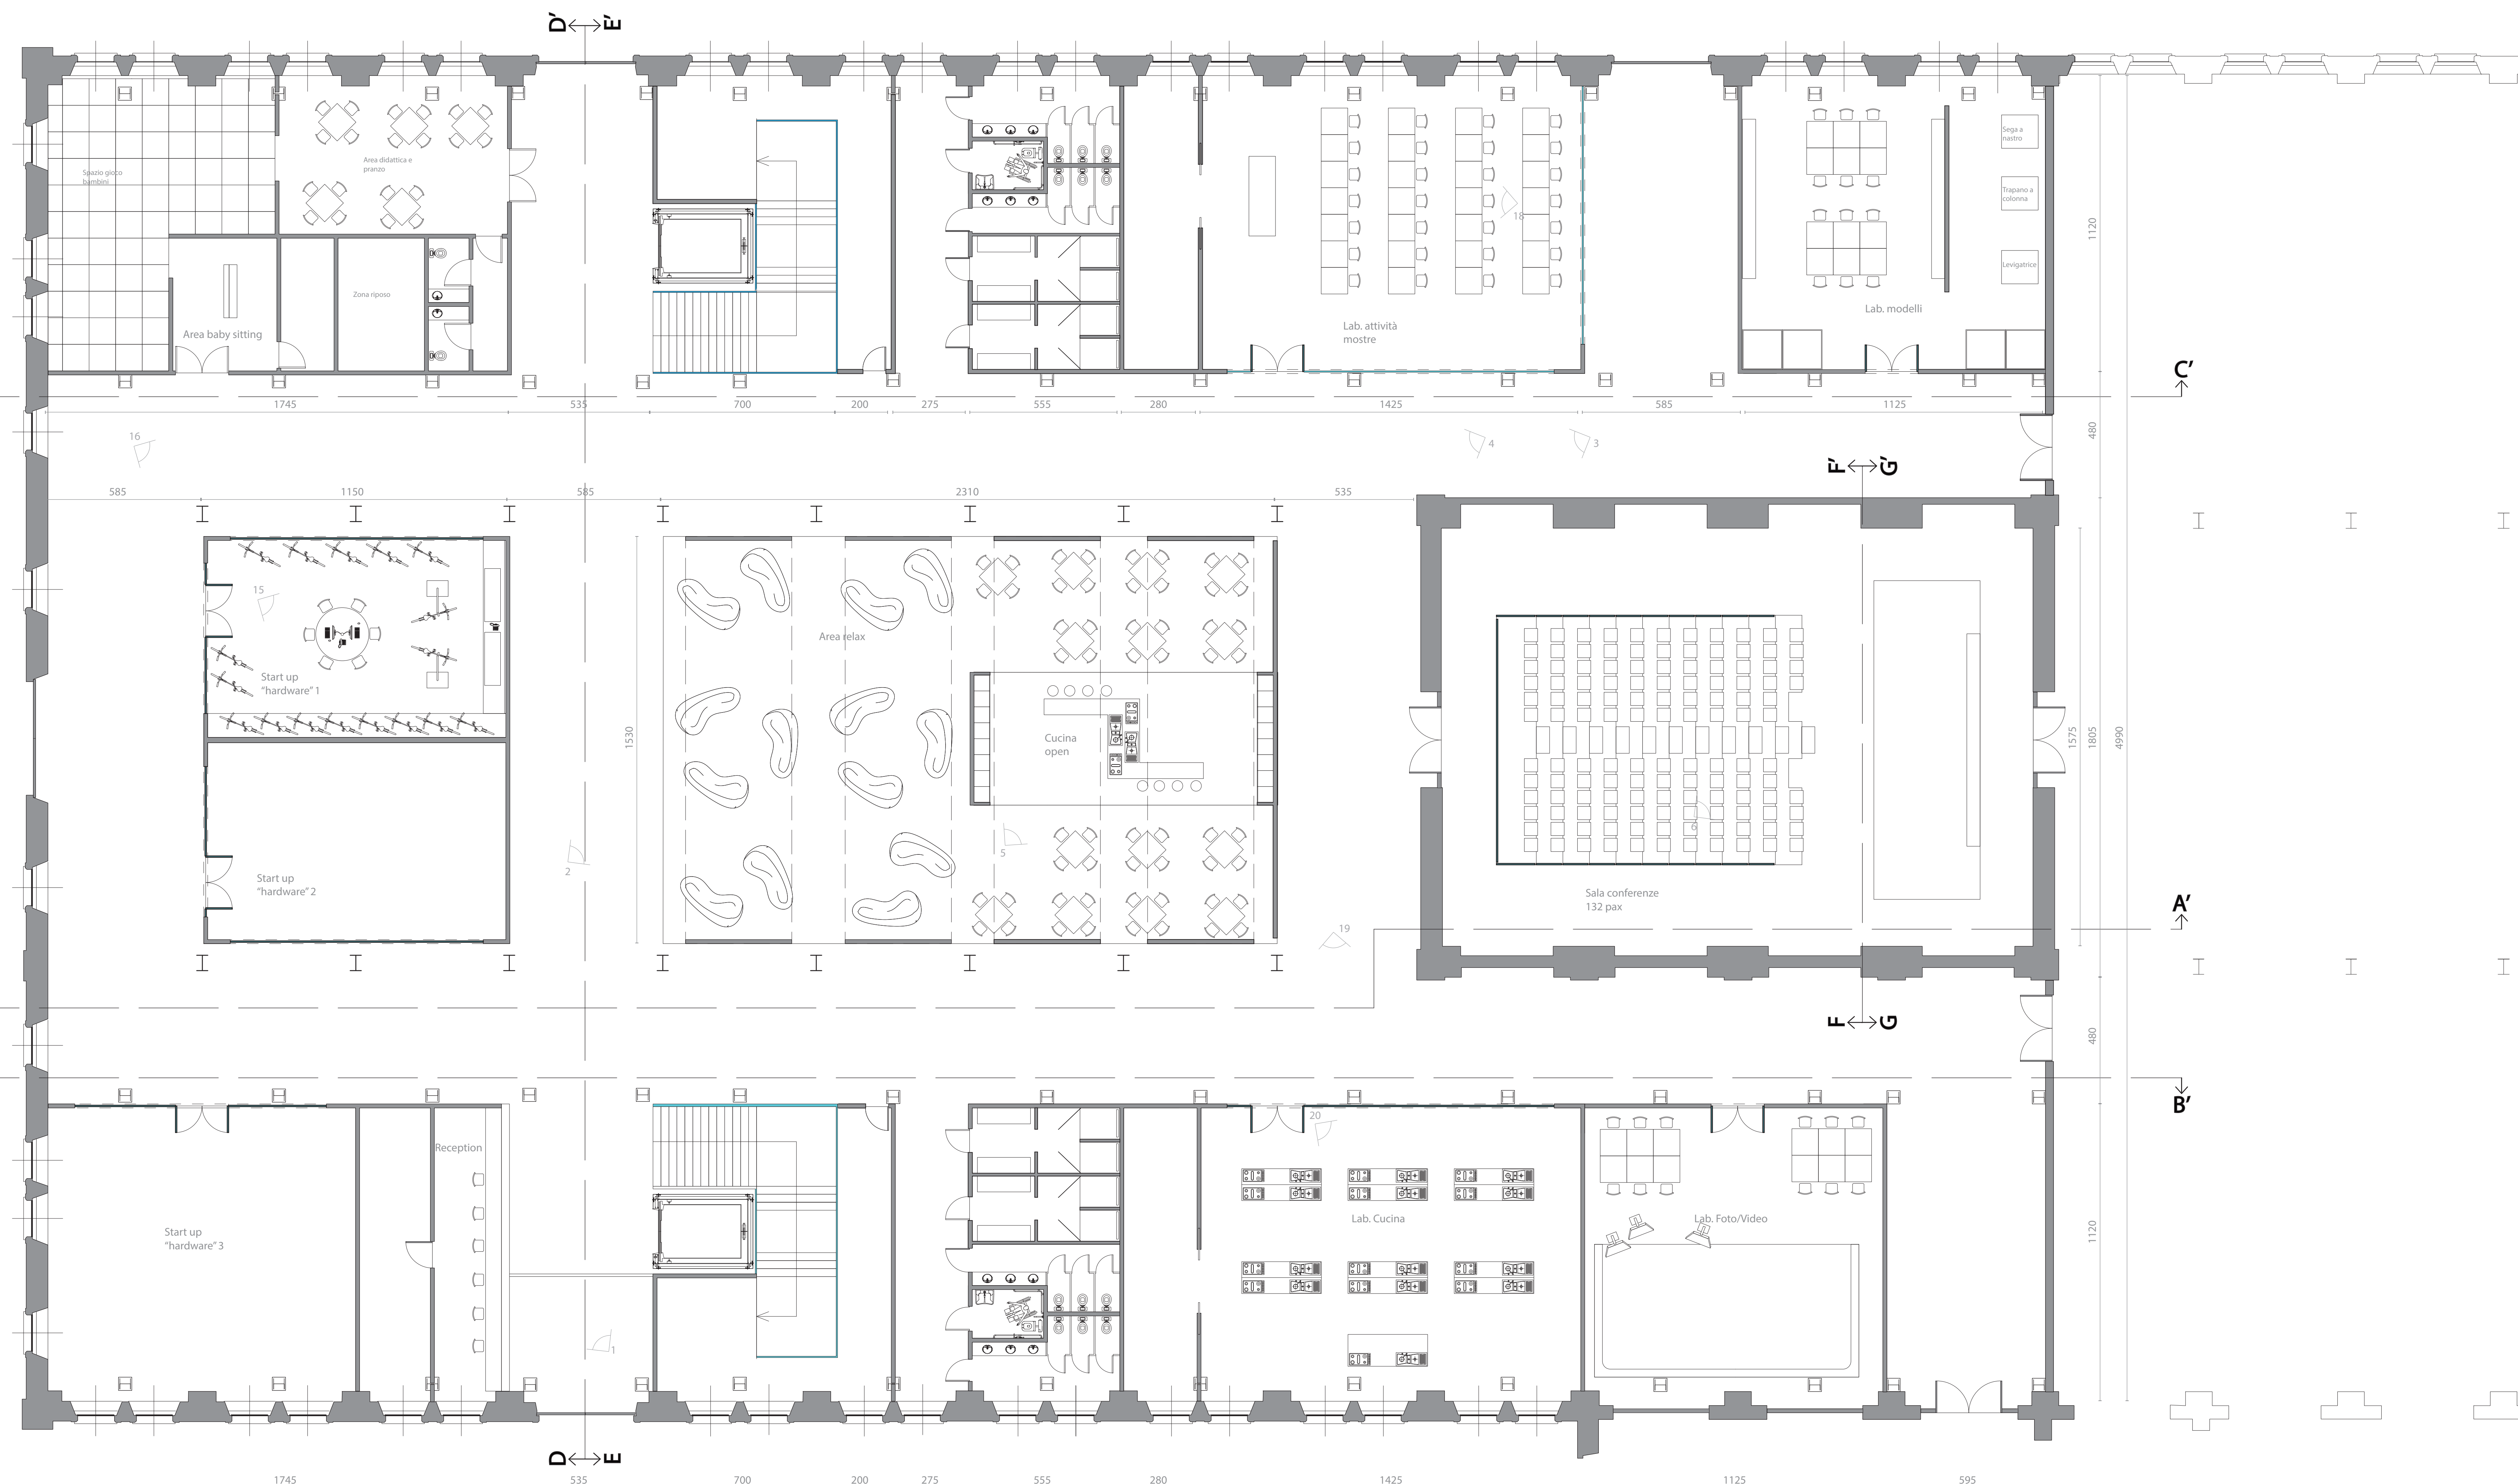 D' E'
Spazio gioco
bambini
Area didattica e
pranzo
Sega a
nastro
Trapano a
colonna
Levigatrice
18
1120
Zona riposo
Area baby sitting
Lab. attività
mostre
Lab. modelli
C'
1745 535 700 200 275 555 280 1425 585 1125
480
16
4
3
F' G'
585 1150 585 2310 535
15
Area relax
Start up
"hardware" 1
1530
Cucina
open
1575
1805
4990
6
5
2
Start up
"hardware" 2
Sala conferenze
132 pax
A'
19
F G
480
B'
20
Reception
Start up
"hardware" 3
Lab. Cucina
Lab. Foto/Video
1120
1
D E
1745 535 700 200 275 555 280 1425 1125 595